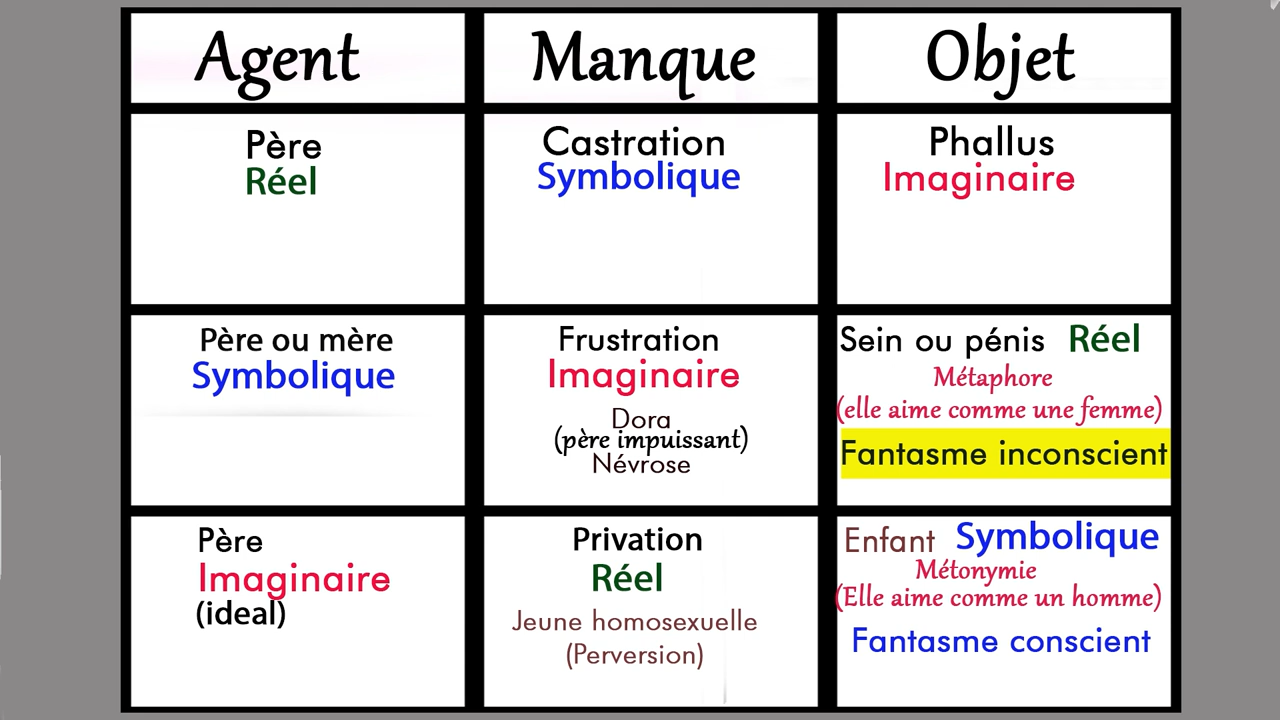 Agent
Manque
Objet
Père
Réel
Castration
Symbolique
Phallus
Imaginaire
Père ou mère
Symbolique
Frustration
Imaginaire
Dora
(père impuissant)
Névrose
Sein ou pénis Réel
Métaphore
(elle aime comme une femme)
Fantasme inconscient
Père
Imaginaire
(ideal)
Privation
Réel
Jeune homosexuelle
(Perversion)
Enfant Symbolique
Métonymie
(Elle aime comme un homme)
Fantasme conscient